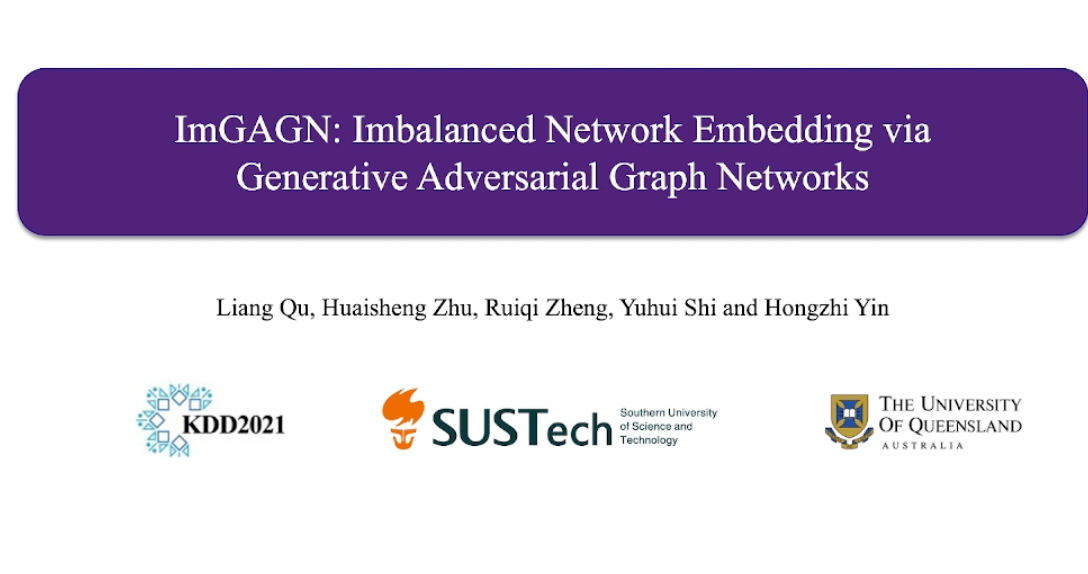 ImGAGN: Imbalanced Network Embedding via
Generative Adversarial Graph Networks
Liang Qu, Huaisheng Zhu, Ruiqi Zheng, Yuhui Shi and Hongzhi Yin
KDD2021
SUSTech
Southern University
of Science and
Technology
THE UNIVERSITY
OF QUEENSLAND
AUSTRALIA